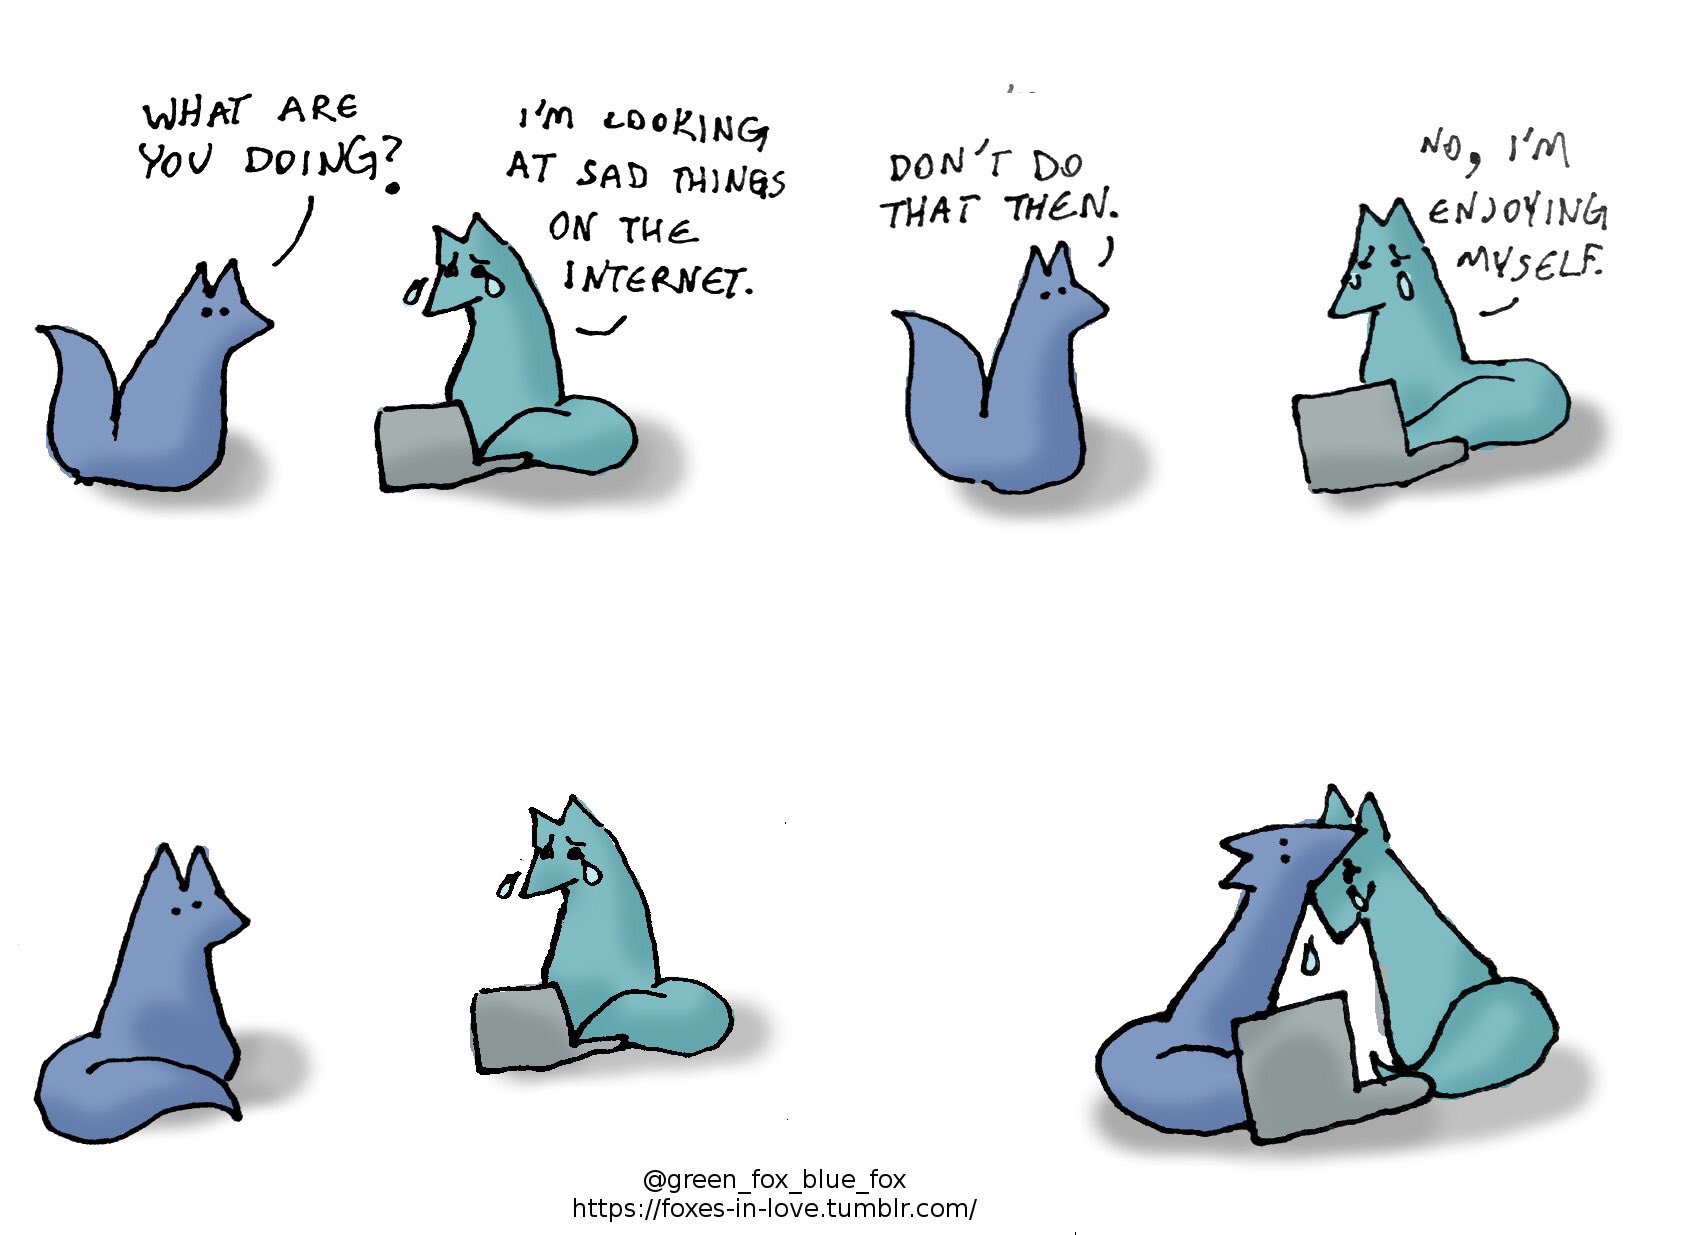 WHAT ARE
YOU DOING?
I'M LOOKING
AT SAD THINGS
ON THE
INTERNET.
DON'T DO
THAT THEN.
NO, I'M
ENJOYING
MYSELF.
@green_fox_blue_fox
https://foxes-in-love.tumblr.com/